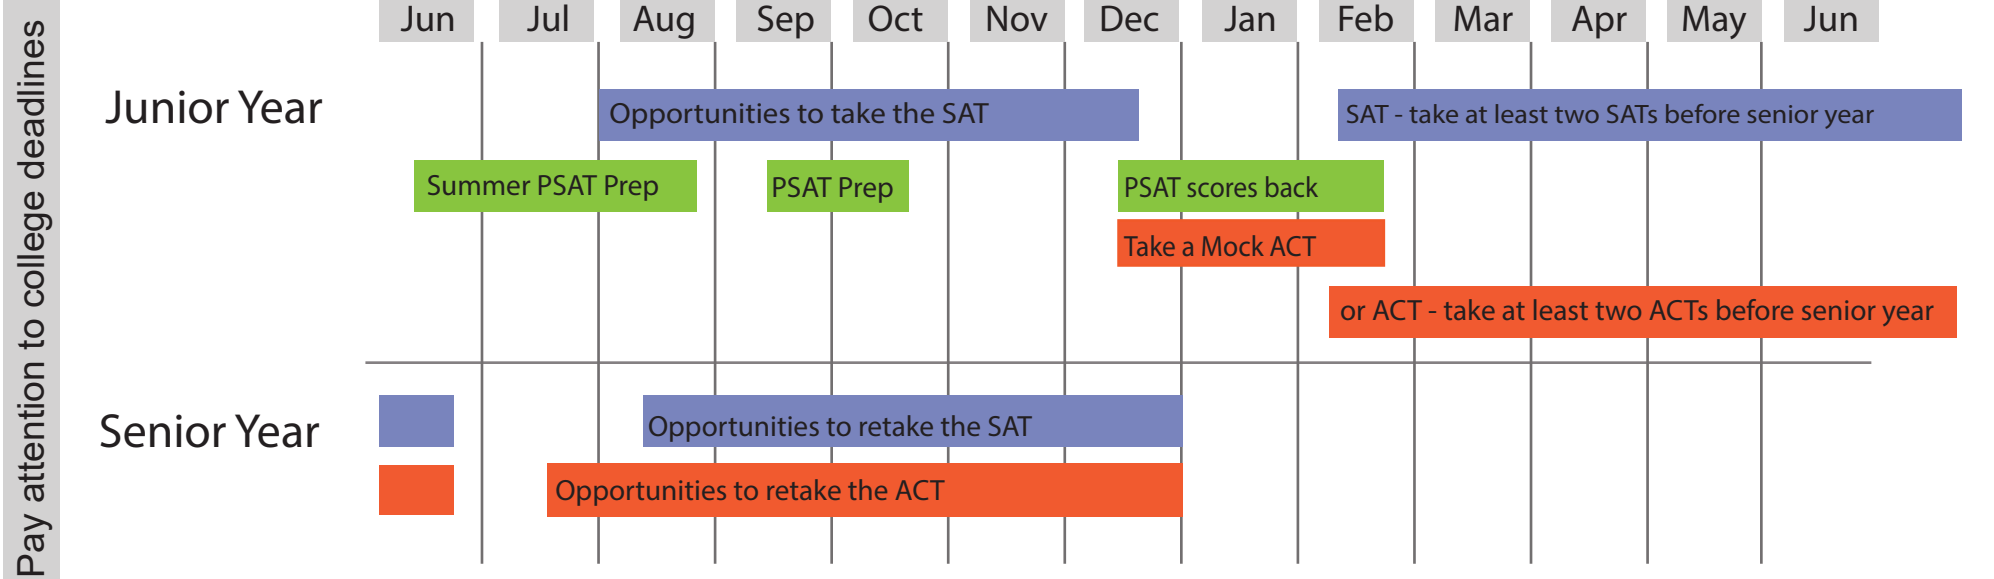 Pay attention to college deadlines
Jun Jul Aug Sep Oct Nov Dec Jan Feb Mar Apr May Jun
Junior Year
Opportunities to take the SAT
SAT - take at least two SATs before senior year
Summer PSAT Prep
PSAT Prep
PSAT scores back
Take a Mock ACT
or ACT - take at least two ACTs before senior year
Senior Year
Opportunities to retake the SAT
Opportunities to retake the ACT